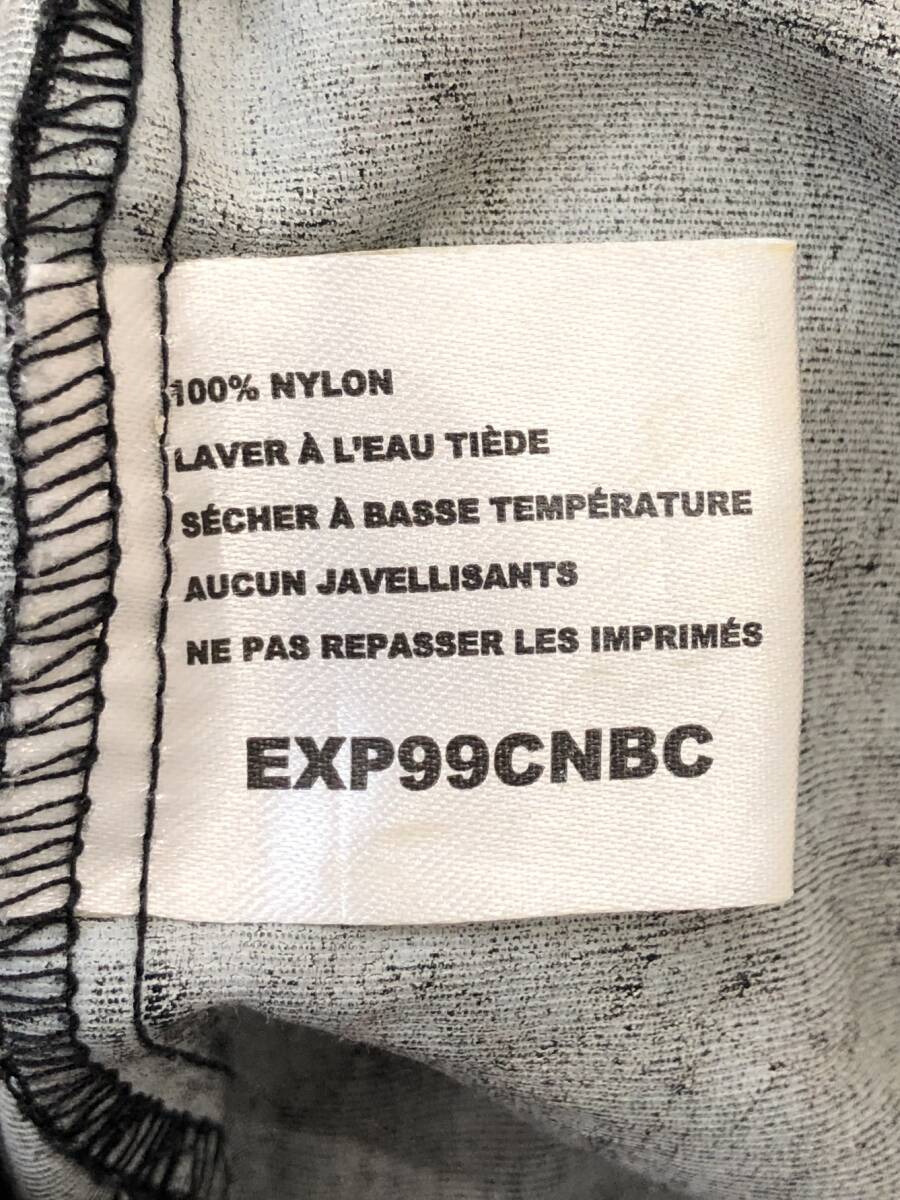 100% NYLON
LAVER À L'EAU TIÈDE
SÉCHER À BASSE TEMPÉRATURE
AUCUN JAVELLISANTS
NE PAS REPASSER LES IMPRIMÉS
EXP99CNBC